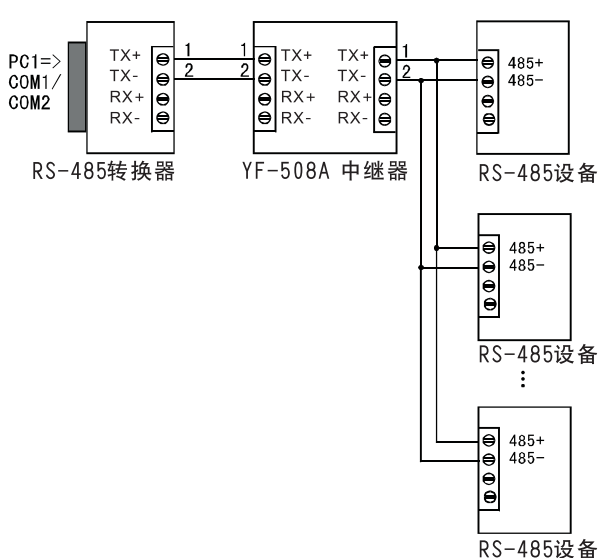 PC1=>
COM1/
COM2
TX+
TX-
RX+
RX-
1
2
RS-485转换器
1
2
TX+
TX-
RX+
RX-
TX+
TX-
RX+
RX-
YF-508A 中继器
1
2
485+
485-
RS-485设备
485+
485-
RS-485设备
⋮
485+
485-
RS-485设备